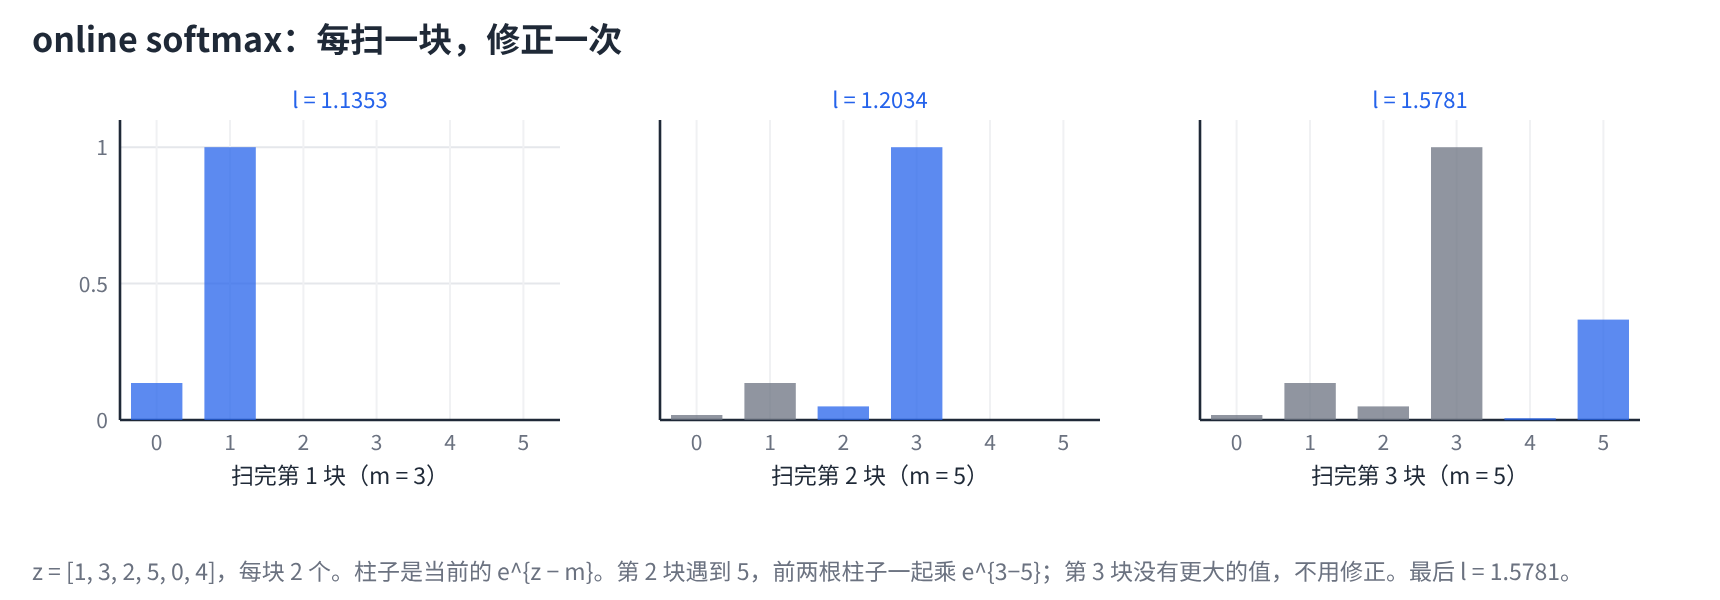 online softmax：每扫一块，修正一次
l = 1.1353
l = 1.2034
l = 1.5781
1
0.5
0
0 1 2 3 4 5
0 1 2 3 4 5
0 1 2 3 4 5
扫完第 1 块（m = 3）
扫完第 2 块（m = 5）
扫完第 3 块（m = 5）
z = [1, 3, 2, 5, 0, 4]，每块 2 个。柱子是当前的 e^{z − m}。第 2 块遇到 5，前两根柱子一起乘 e^{3−5}；第 3 块没有更大的值，不用修正。最后 l = 1.5781。